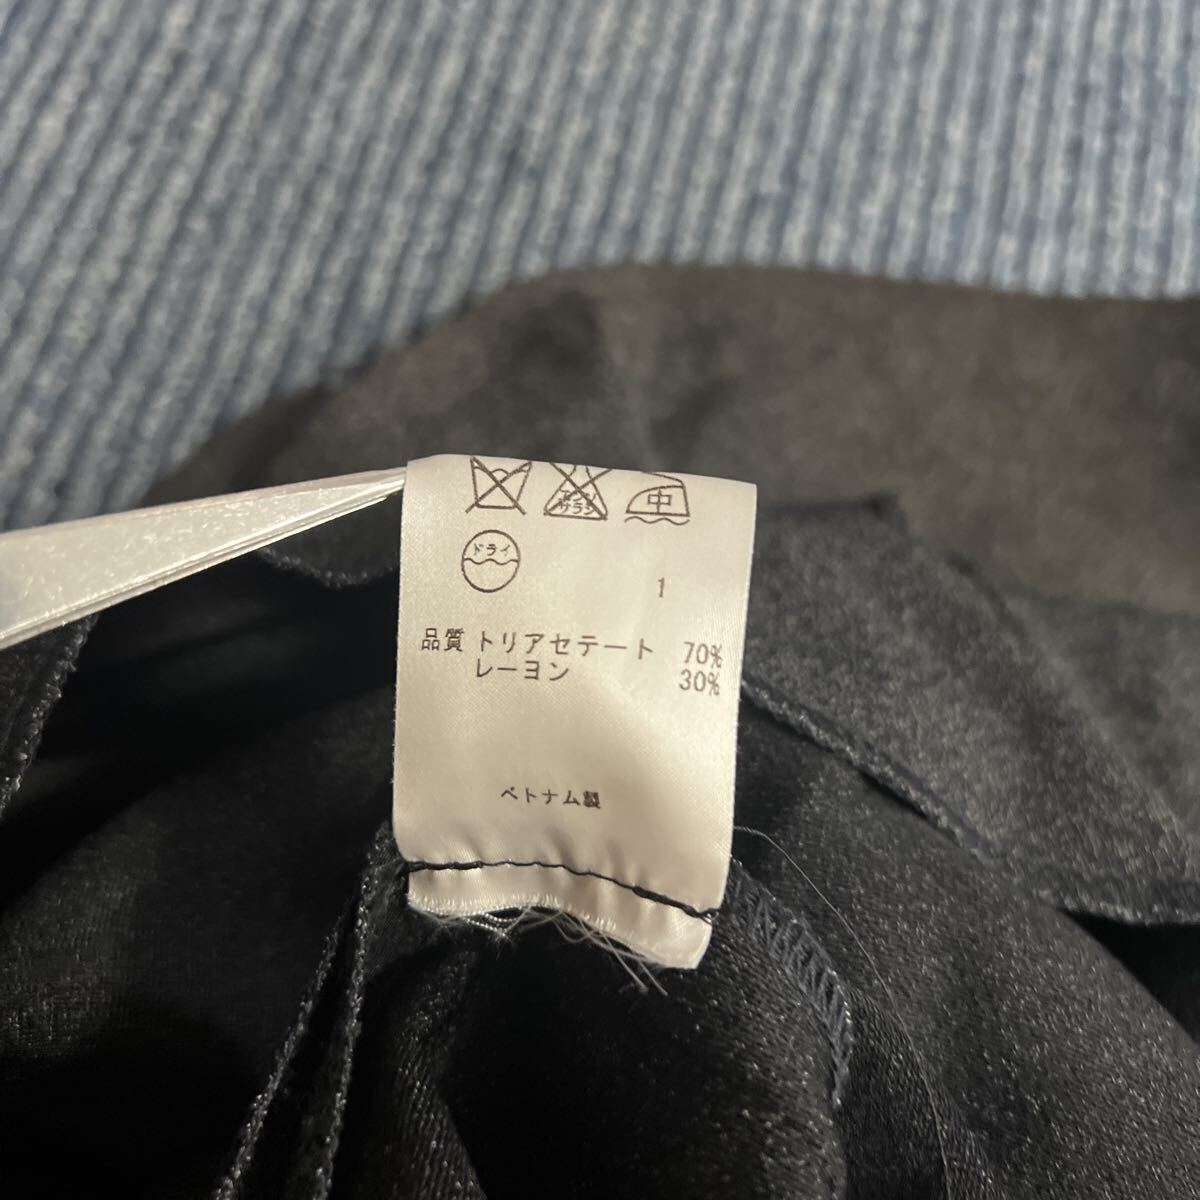 エンソ
サラシ
中
ドライ
1
品質 トリアセテート 70%
レーヨン 30%
ベトナム製